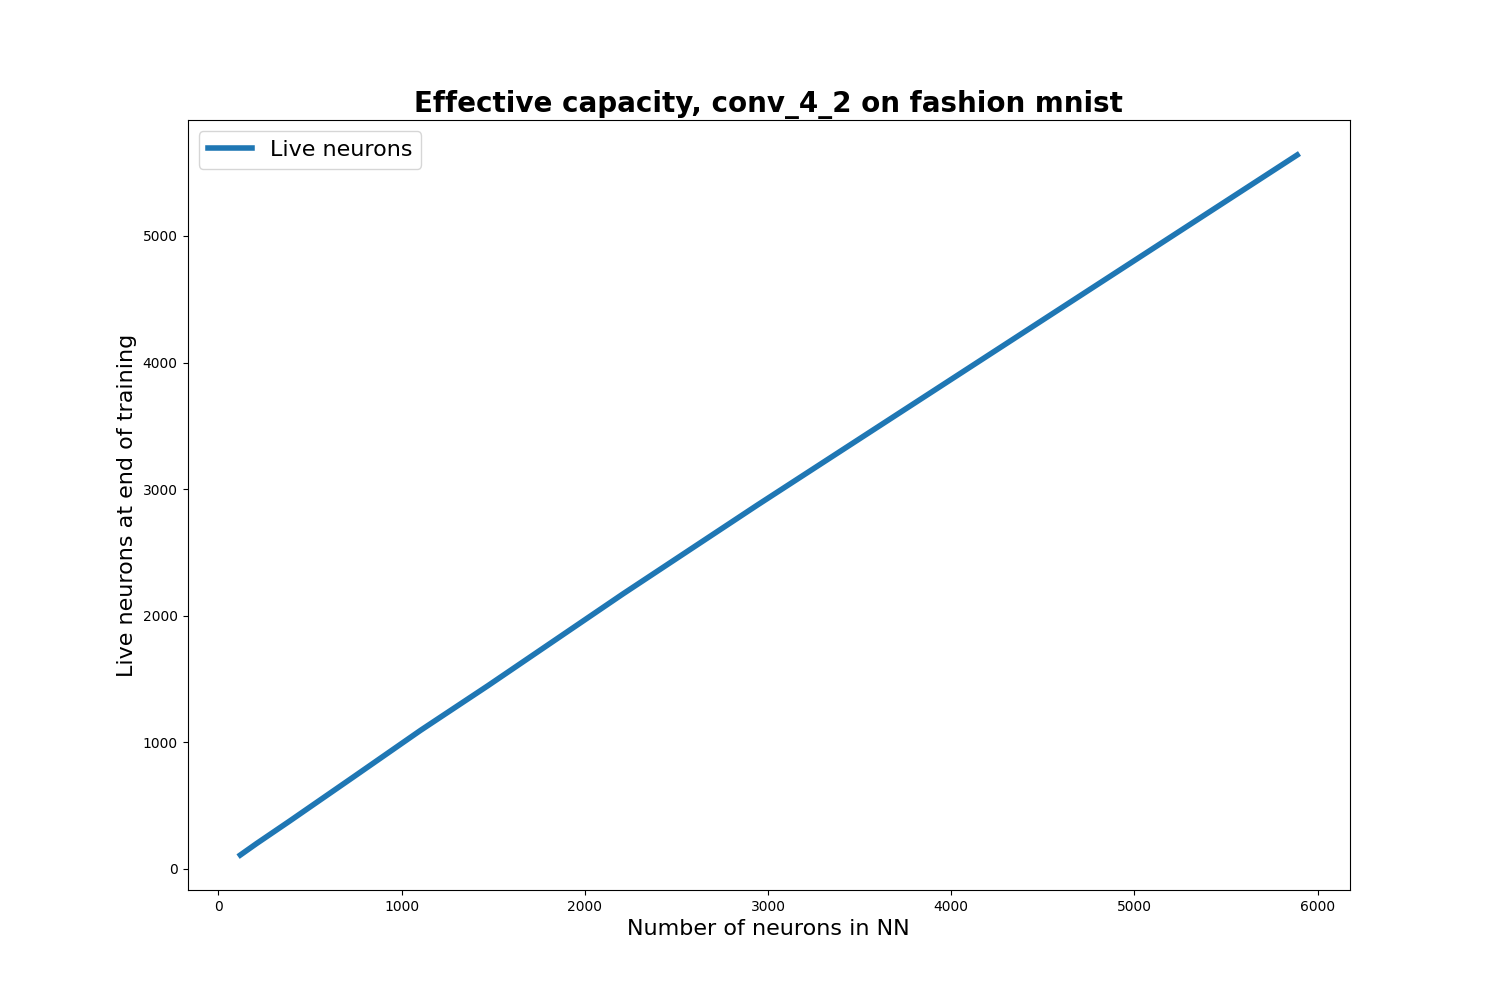 Effective capacity, conv_4_2 on fashion mnist
Live neurons
5000
4000
3000
2000
1000
0
Live neurons at end of training
0 1000 2000 3000 4000 5000 6000
Number of neurons in NN